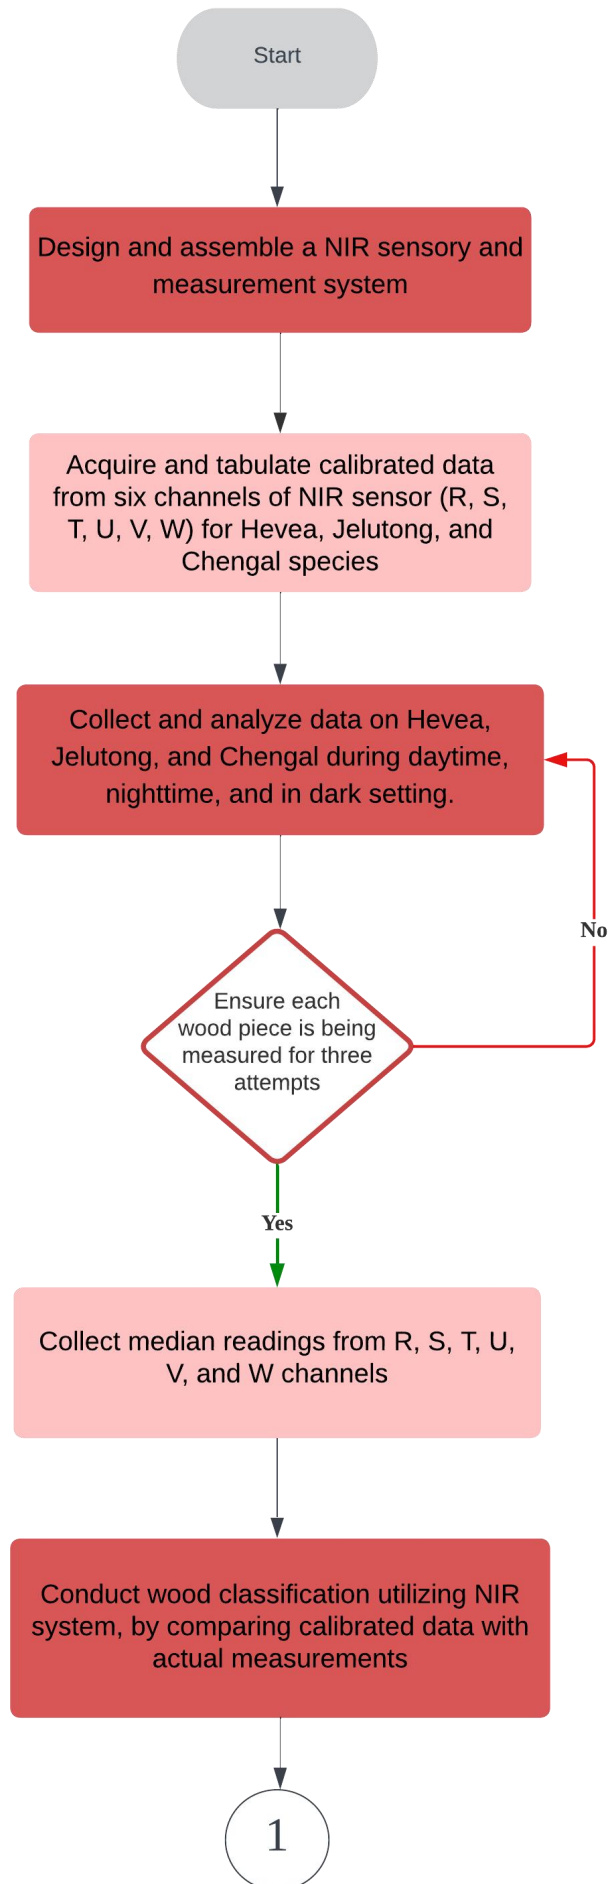 Start
Design and assemble a NIR sensory and
measurement system
Acquire and tabulate calibrated data
from six channels of NIR sensor (R, S,
T, U, V, W) for Hevea, Jelutong, and
Chengal species
Collect and analyze data on Hevea,
Jelutong, and Chengal during daytime,
nighttime, and in dark setting.
No
Ensure each
wood piece is being
measured for three
attempts
Yes
Collect median readings from R, S, T, U,
V, and W channels
Conduct wood classification utilizing NIR
system, by comparing calibrated data with
actual measurements
1